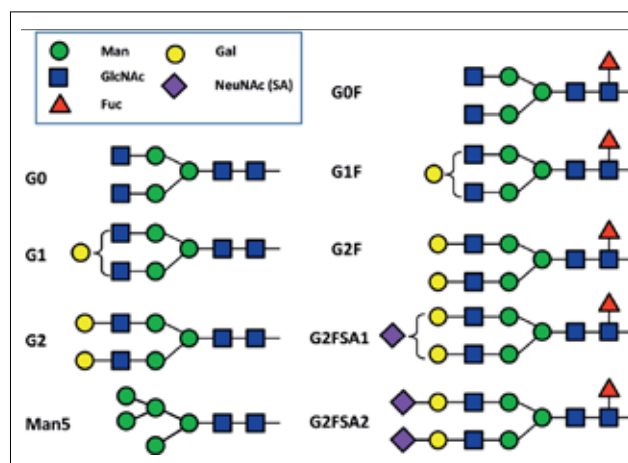 Man
Gal
GlcNAc
NeuNAc (SA)
Fuc
G0F
G0
G1F
G1
G2F
G2
G2FSA1
Man5
G2FSA2